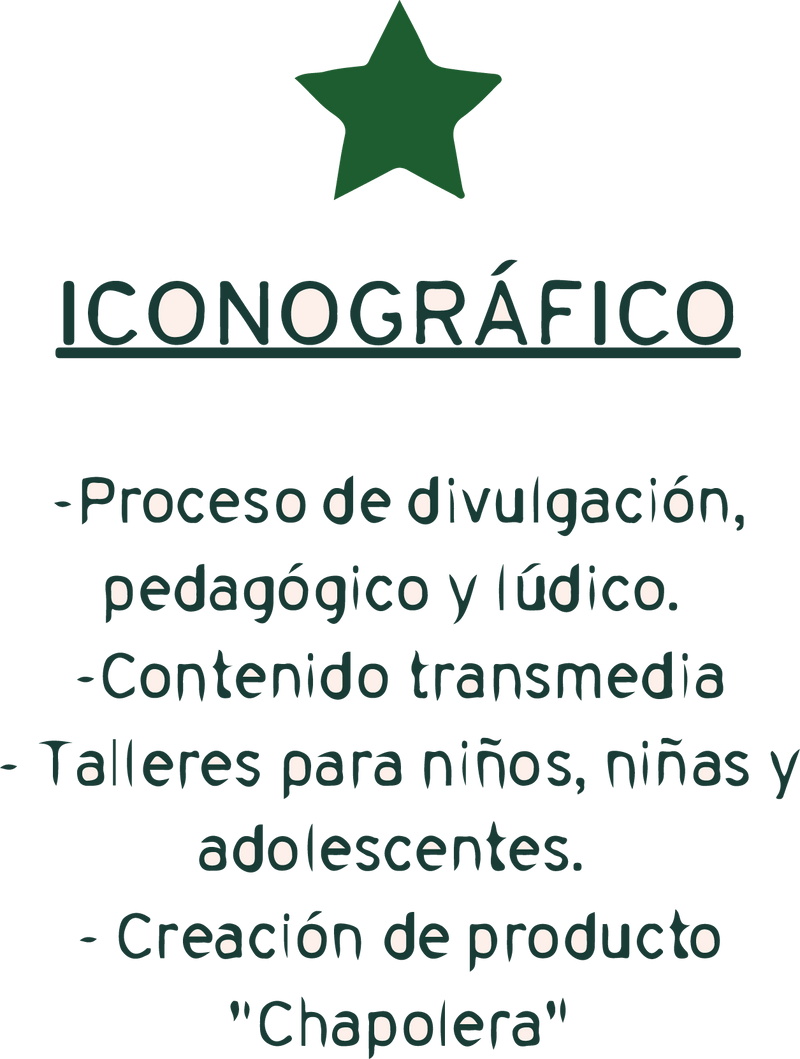 ICONOGRÁFICO
-Proceso de divulgación,
pedagógico y lúdico.
-Contenido transmedia
- Talleres para niños, niñas y
adolescentes.
- Creación de producto
"Chapolera"